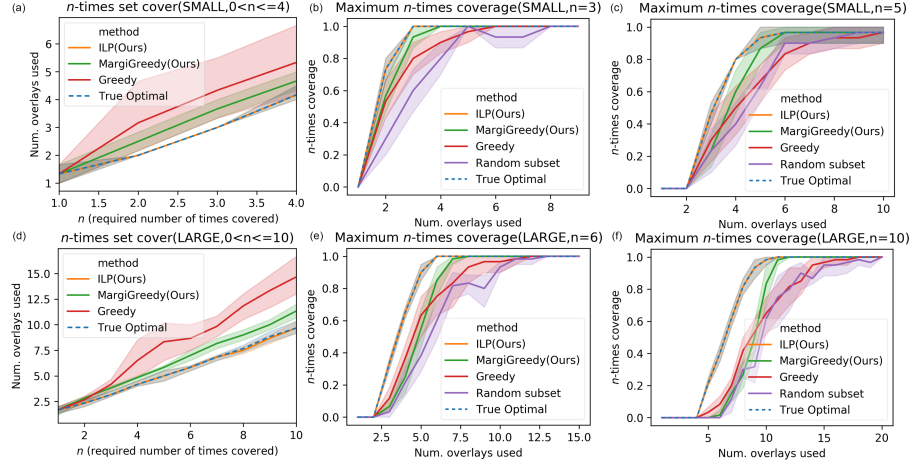 (a)
n-times set cover(SMALL,0<n<=4)
Num. overlays used
6
5
4
3
2
1
method
ILP(Ours)
MargiGreedy(Ours)
Greedy
True Optimal
1.0 1.5 2.0 2.5 3.0 3.5 4.0
n (required number of times covered)
(b)
Maximum n-times coverage(SMALL,n=3)
n-times coverage
1.0
0.8
0.6
0.4
0.2
0.0
method
ILP(Ours)
MargiGreedy(Ours)
Greedy
Random subset
True Optimal
2 4 6 8
Num. overlays used
(c)
Maximum n-times coverage(SMALL,n=5)
n-times coverage
1.0
0.8
0.6
0.4
0.2
0.0
method
ILP(Ours)
MargiGreedy(Ours)
Greedy
Random subset
True Optimal
2 4 6 8 10
Num. overlays used
(d)
n-times set cover(LARGE,0<n<=10)
Num. overlays used
15.0
12.5
10.0
7.5
5.0
2.5
method
ILP(Ours)
MargiGreedy(Ours)
Greedy
True Optimal
2 4 6 8 10
n (required number of times covered)
(e)
Maximum n-times coverage(LARGE,n=6)
n-times coverage
1.0
0.8
0.6
0.4
0.2
0.0
method
ILP(Ours)
MargiGreedy(Ours)
Greedy
Random subset
True Optimal
2.5 5.0 7.5 10.0 12.5 15.0
Num. overlays used
(f)
Maximum n-times coverage(LARGE,n=10)
n-times coverage
1.0
0.8
0.6
0.4
0.2
0.0
method
ILP(Ours)
MargiGreedy(Ours)
Greedy
Random subset
True Optimal
5 10 15 20
Num. overlays used